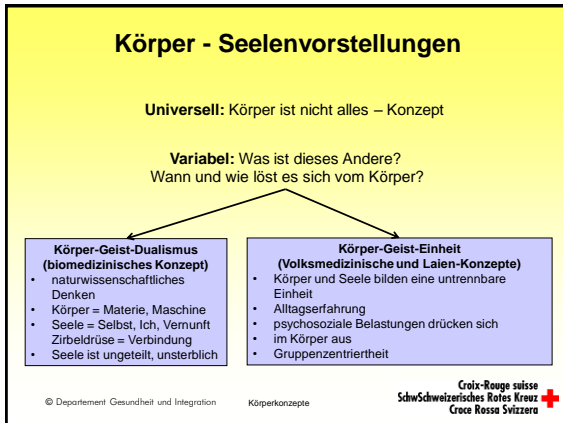 Körper - Seelenvorstellungen
Universell: Körper ist nicht alles – Konzept
Variabel: Was ist dieses Andere?
Wann und wie löst es sich vom Körper?
Körper-Geist-Dualismus
(biomedizinisches Konzept)
• naturwissenschaftliches
Denken
• Körper = Materie, Maschine
• Seele = Selbst, Ich, Vernunft
Zirbeldrüse = Verbindung
• Seele ist ungeteilt, unsterblich
Körper-Geist-Einheit
(Volksmedizinische und Laien-Konzepte)
• Körper und Seele bilden eine untrennbare
Einheit
• Alltagserfahrung
• psychosoziale Belastungen drücken sich
• im Körper aus
• Gruppenzentriertheit
© Departement Gesundheit und Integration
Körperkonzepte
Croix-Rouge suisse
SchwSchweizerisches Rotes Kreuz
Croce Rossa Svizzera